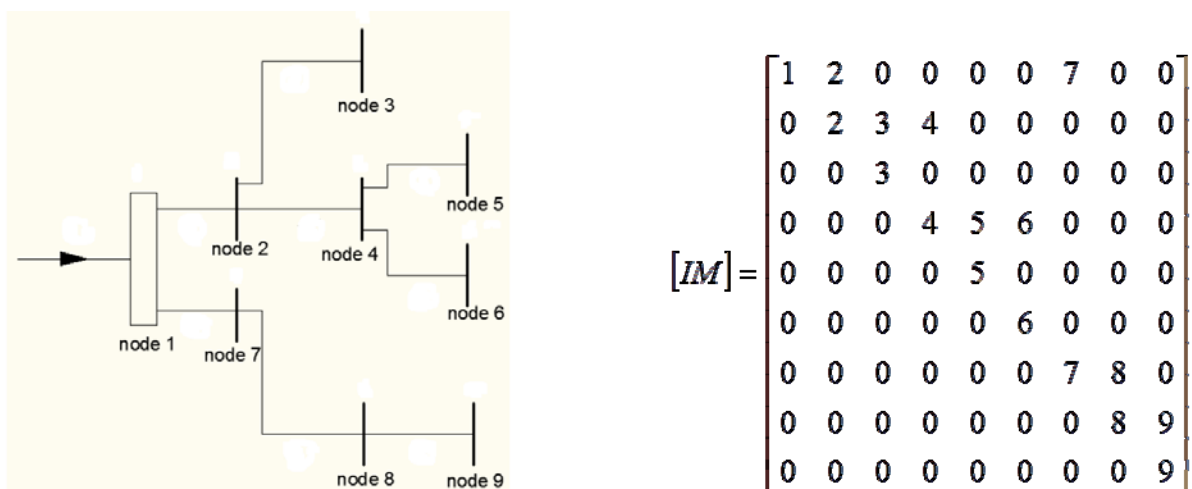 node 3
node 5
node 2
node 4
node 6
node 1
node 7
node 8
node 9
[IM]=
1 2 0 0 0 0 7 0 0
0 2 3 4 0 0 0 0 0
0 0 3 0 0 0 0 0 0
0 0 0 4 5 6 0 0 0
0 0 0 0 5 0 0 0 0
0 0 0 0 0 6 0 0 0
0 0 0 0 0 0 7 8 0
0 0 0 0 0 0 0 8 9
0 0 0 0 0 0 0 0 9